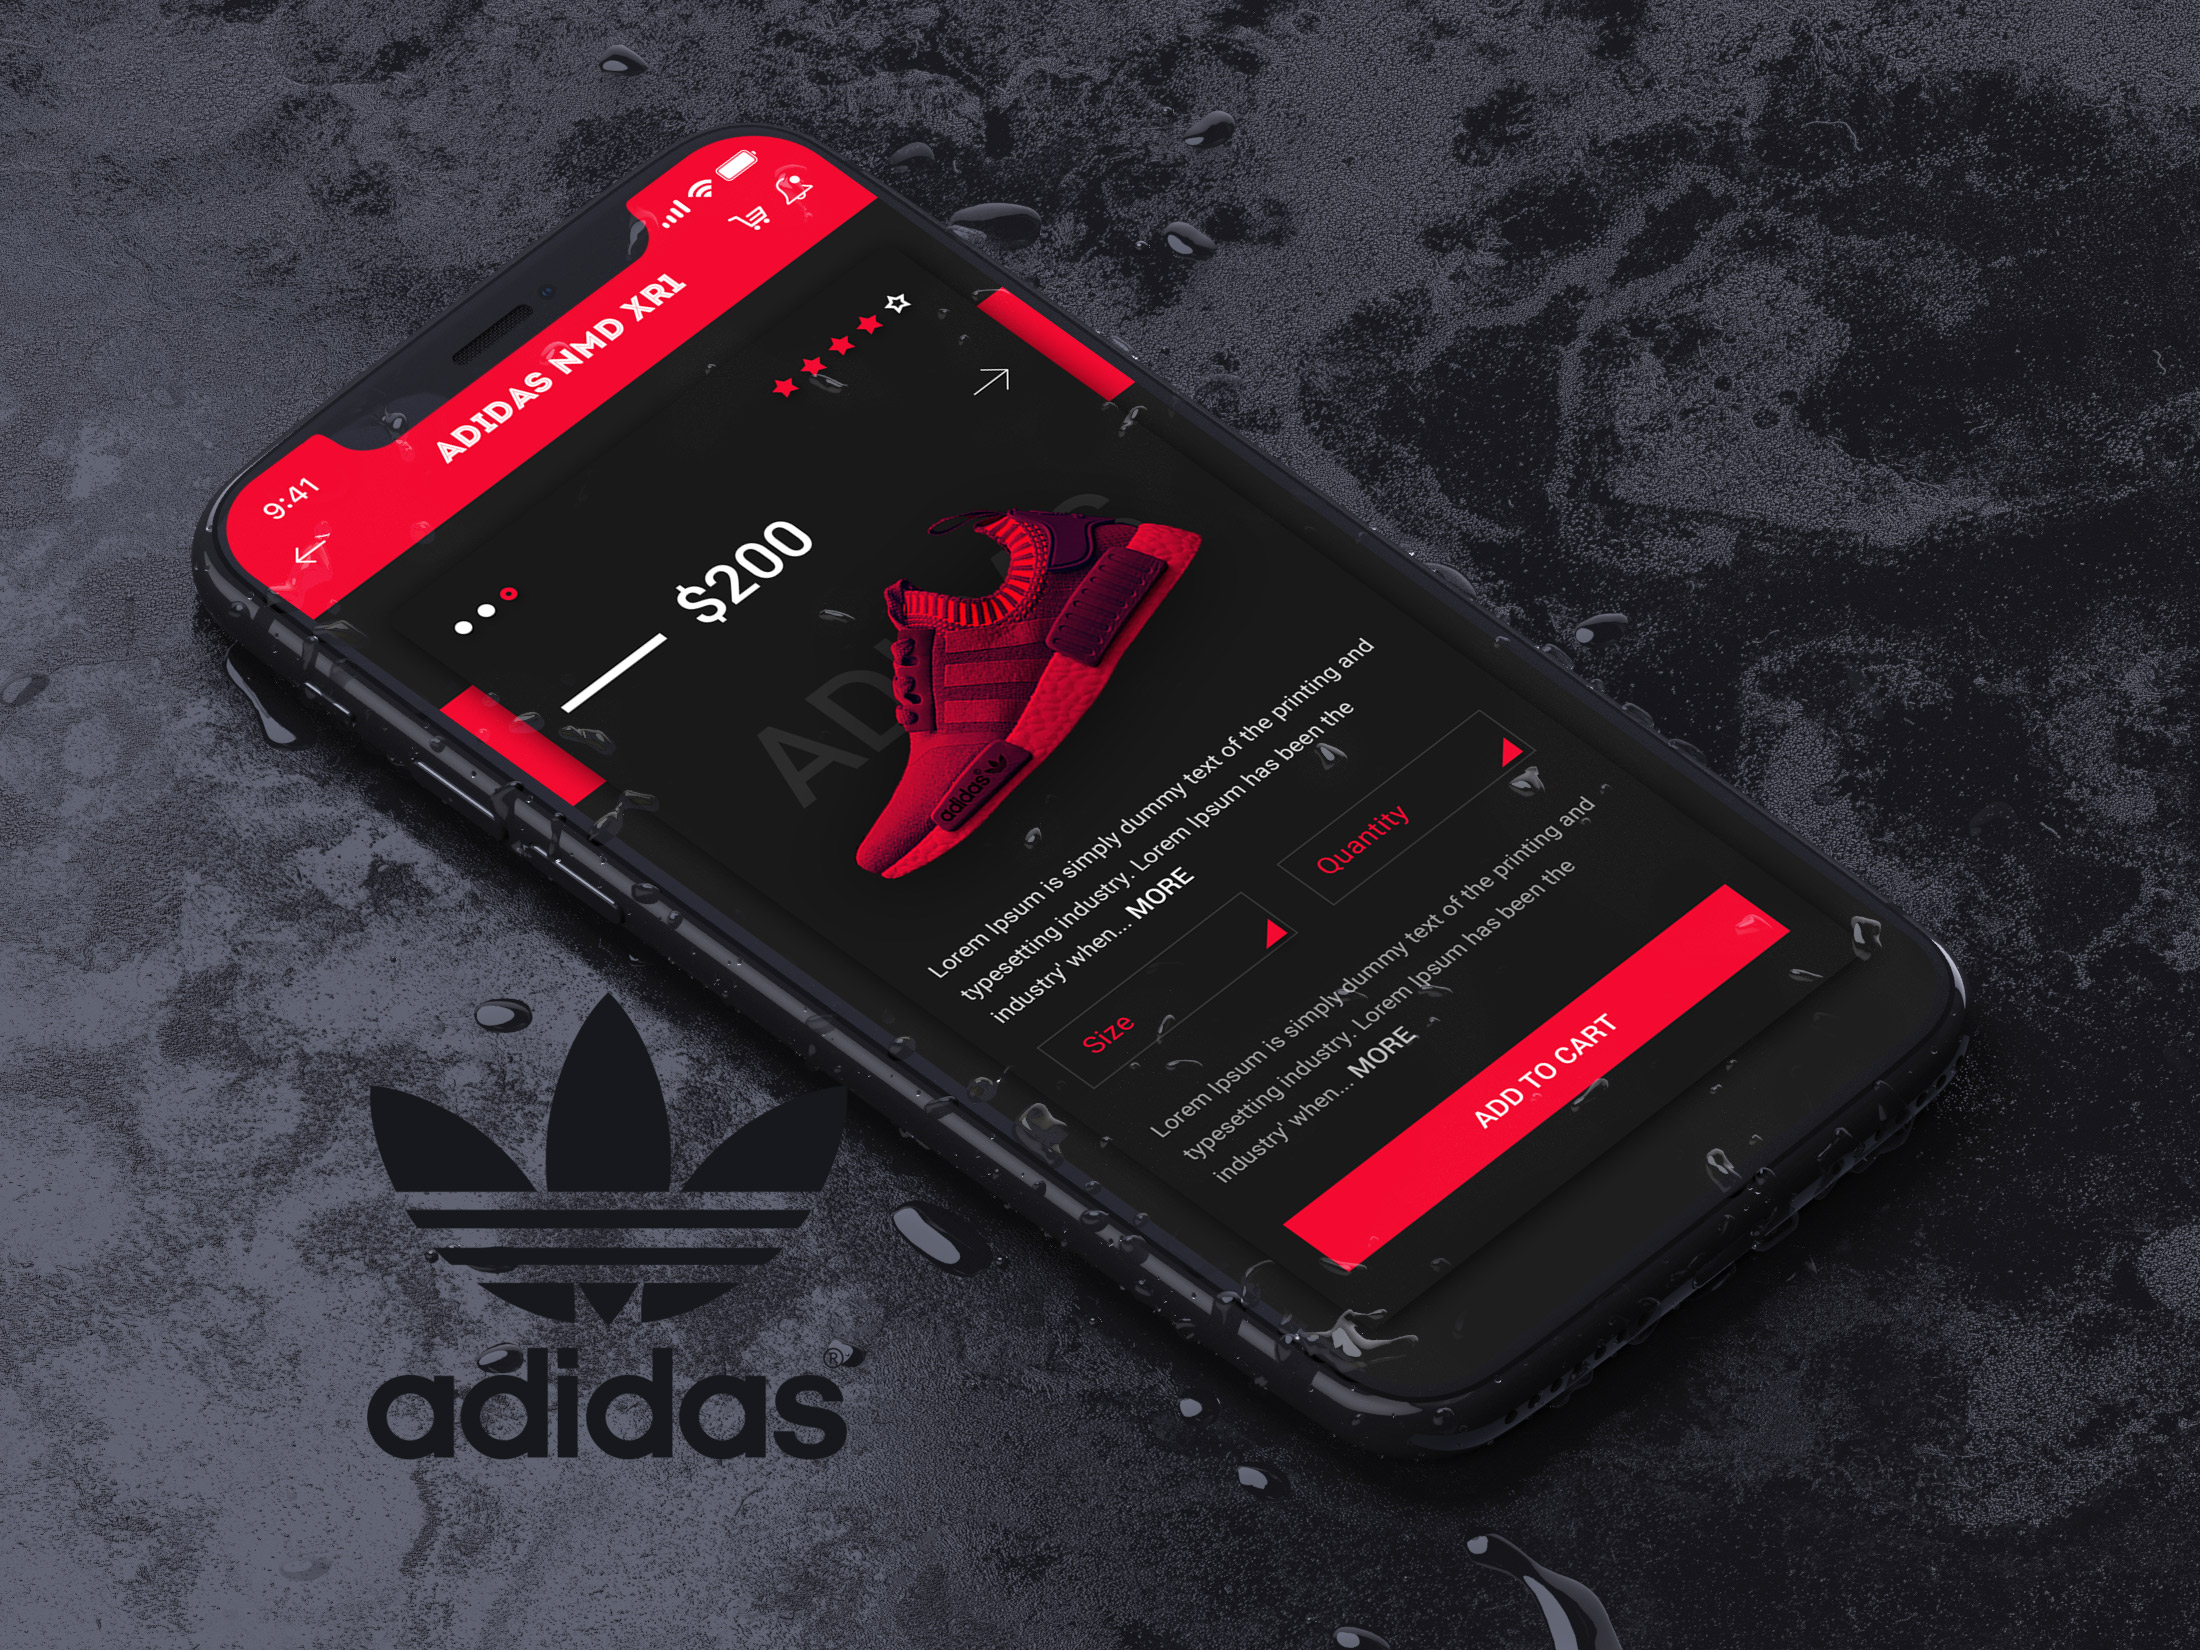 9:41
ADIDAS NMD XR1
$200
ADI   S
adidas®
Lorem Ipsum is simply dummy text of the printing and
typesetting industry. Lorem Ipsum has been the
industry' when... MORE
Size
Quantity
Lorem Ipsum is simply dummy text of the printing and
typesetting industry. Lorem Ipsum has been the
industry' when... MORE
ADD TO CART
adidas®